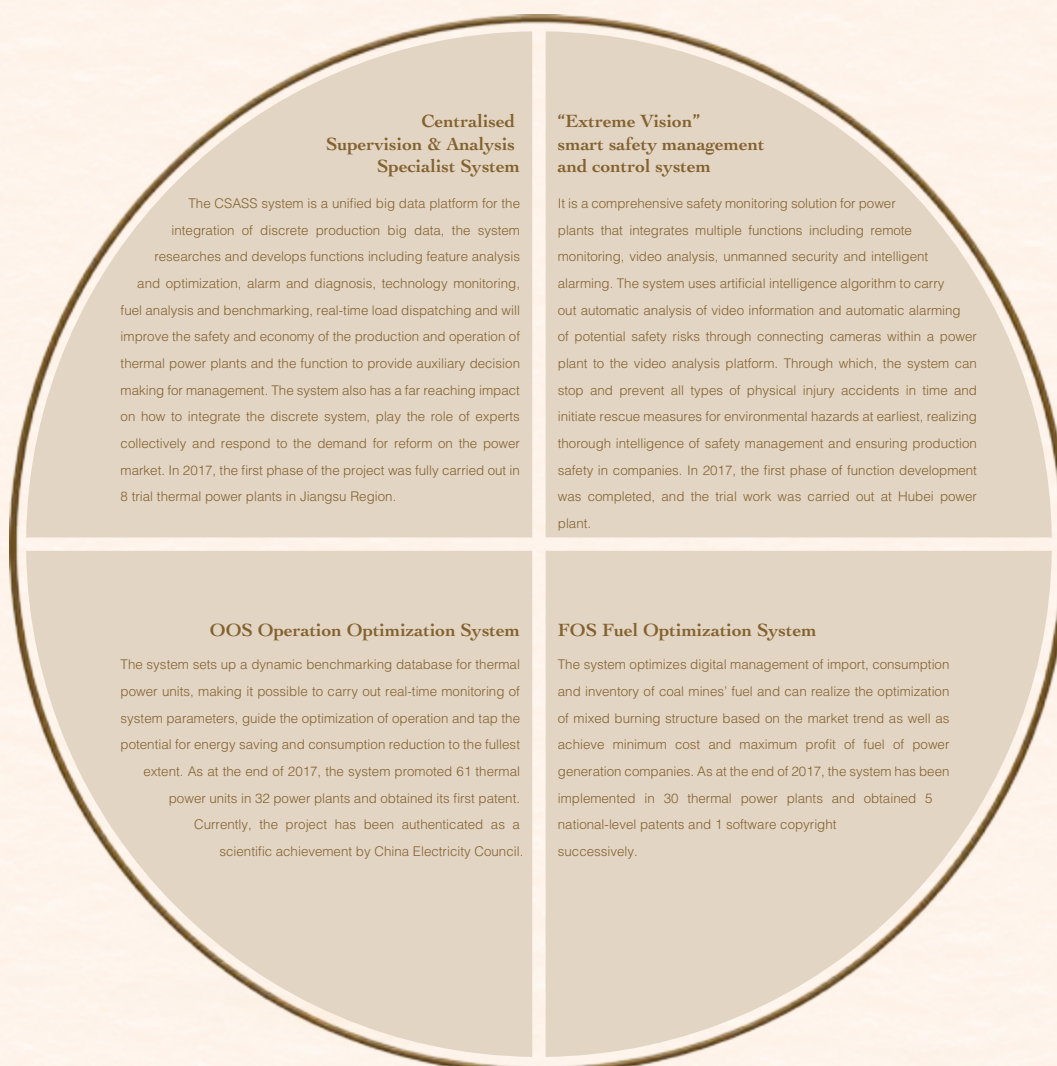 Centralised
Supervision & Analysis
Specialist System
The CSASS system is a unified big data platform for the
integration of discrete production big data, the system
researches and develops functions including feature analysis
and optimization, alarm and diagnosis, technology monitoring,
fuel analysis and benchmarking, real-time load dispatching and will
improve the safety and economy of the production and operation of
thermal power plants and the function to provide auxiliary decision
making for management. The system also has a far reaching impact
on how to integrate the discrete system, play the role of experts
collectively and respond to the demand for reform on the power
market. In 2017, the first phase of the project was fully carried out in
8 trial thermal power plants in Jiangsu Region.
“Extreme Vision”
smart safety management
and control system
It is a comprehensive safety monitoring solution for power
plants that integrates multiple functions including remote
monitoring, video analysis, unmanned security and intelligent
alarming. The system uses artificial intelligence algorithm to carry
out automatic analysis of video information and automatic alarming
of potential safety risks through connecting cameras within a power
plant to the video analysis platform. Through which, the system can
stop and prevent all types of physical injury accidents in time and
initiate rescue measures for environmental hazards at earliest, realizing
thorough intelligence of safety management and ensuring production
safety in companies. In 2017, the first phase of function development
was completed, and the trial work was carried out at Hubei power
plant.
OOS Operation Optimization System
The system sets up a dynamic benchmarking database for thermal
power units, making it possible to carry out real-time monitoring of
system parameters, guide the optimization of operation and tap the
potential for energy saving and consumption reduction to the fullest
extent. As at the end of 2017, the system promoted 61 thermal
power units in 32 power plants and obtained its first patent.
Currently, the project has been authenticated as a
scientific achievement by China Electricity Council.
FOS Fuel Optimization System
The system optimizes digital management of import, consumption
and inventory of coal mines’ fuel and can realize the optimization
of mixed burning structure based on the market trend as well as
achieve minimum cost and maximum profit of fuel of power
generation companies. As at the end of 2017, the system has been
implemented in 30 thermal power plants and obtained 5
national-level patents and 1 software copyright
successively.